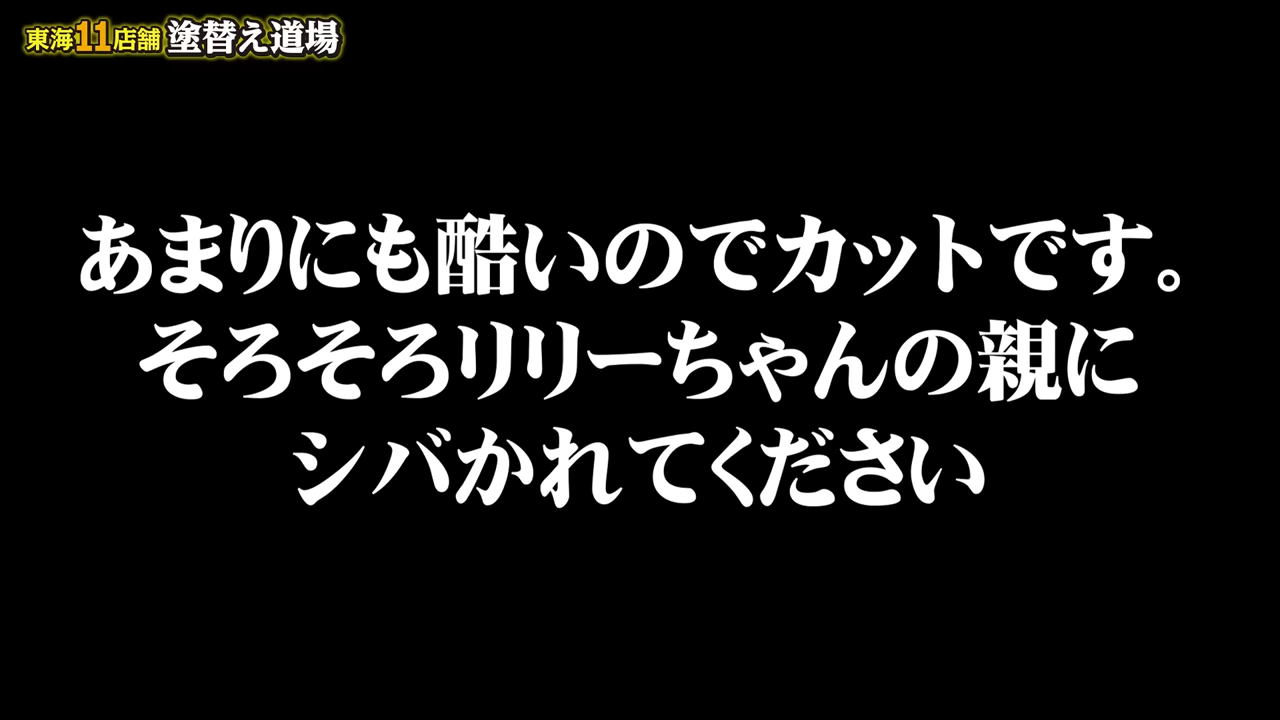 東海11店舗 塗替え道場
あまりにも酷いのでカットです。
そろそろリリーちゃんの親に
シバかれてください